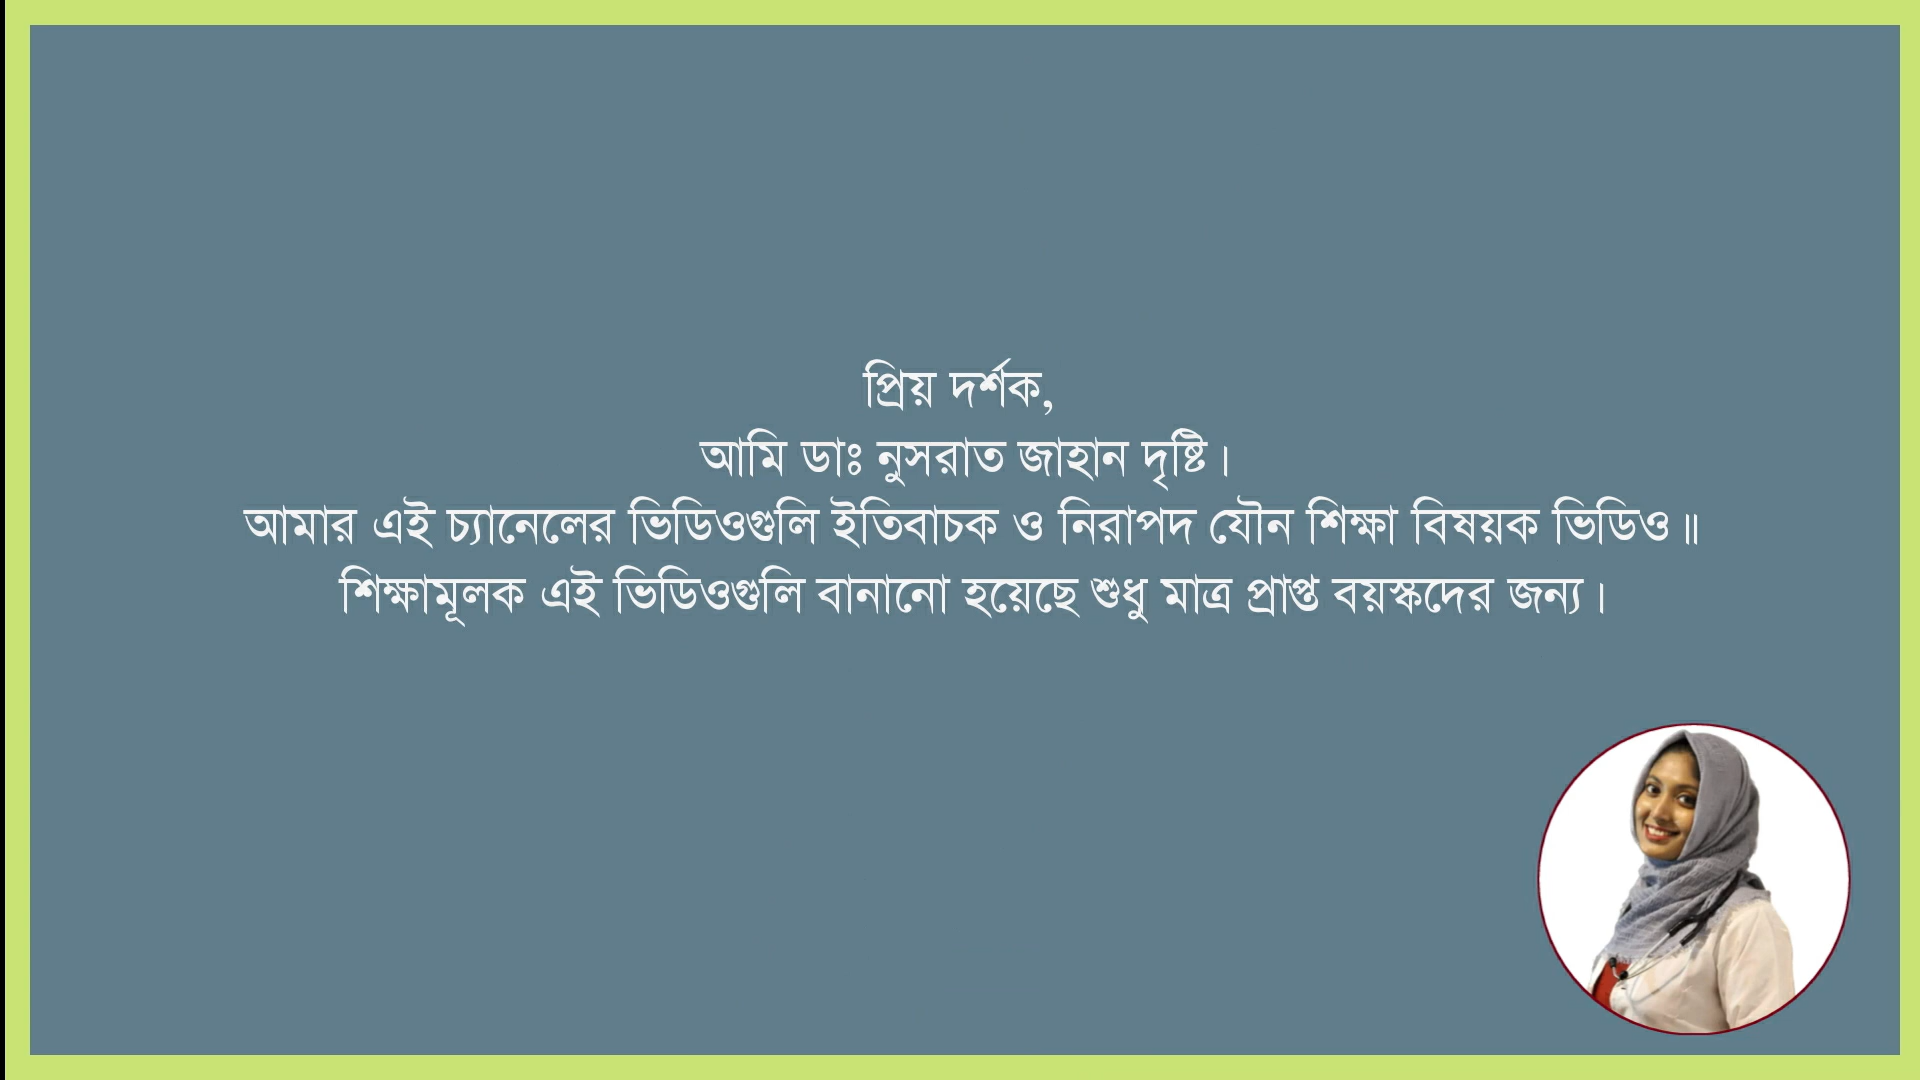 প্রিয় দর্শক,
আমি ডাঃ নুসরাত জাহান দৃষ্টি।
আমার এই চ্যানেলের ভিডিওগুলি ইতিবাচক ও নিরাপদ যৌন শিক্ষা বিষয়ক ভিডিও॥
শিক্ষামূলক এই ভিডিওগুলি বানানো হয়েছে শুধু মাত্র প্রাপ্ত বয়স্কদের জন্য।